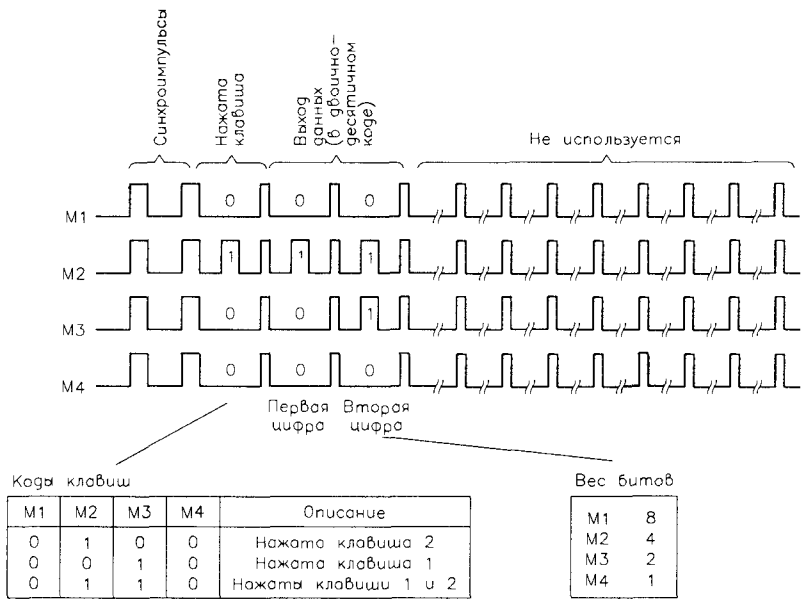 Синхроимпульсы
Нажата
клавиша
Выход
данных
(в двоично–
десятичном
коде)
Не используется
M1 0 0 0
M2 1 1 1
M3 0 0 1
M4 0 0 0
Первая
цифра
Вторая
цифра
Коды клавиш
M1 M2 M3 M4 Описание
0 1 0 0 Нажата клавиша 2
0 0 1 0 Нажата клавиша 1
0 1 1 0 Нажаты клавиши 1 и 2
Вес битов
M1 8
M2 4
M3 2
M4 1